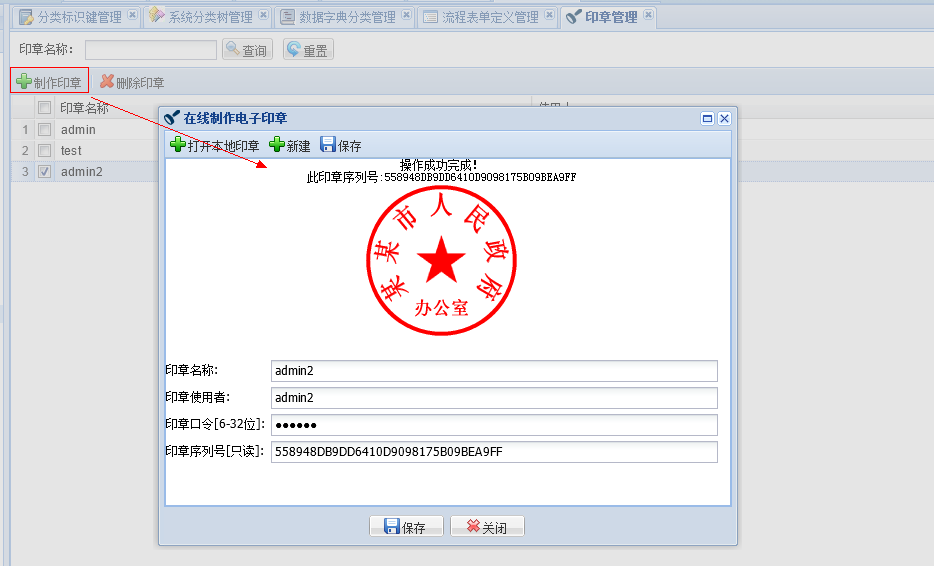 分类标识键管理 系统分类树管理 数据字典分类管理 流程表单定义管理 印章管理
印章名称: 查询 重置
制作印章 删除印章
印章名称
1 admin
2 test
3 admin2
在线制作电子印章
打开本地印章 新建 保存
操作成功完成!
此印章序列号:558948DB9DD6410D9098175B09BEA9FF
某某市人民政府
办公室
印章名称: admin2
印章使用者: admin2
印章口令[6-32位]: ●●●●●●
印章序列号[只读]: 558948DB9DD6410D9098175B09BEA9FF
保存 关闭